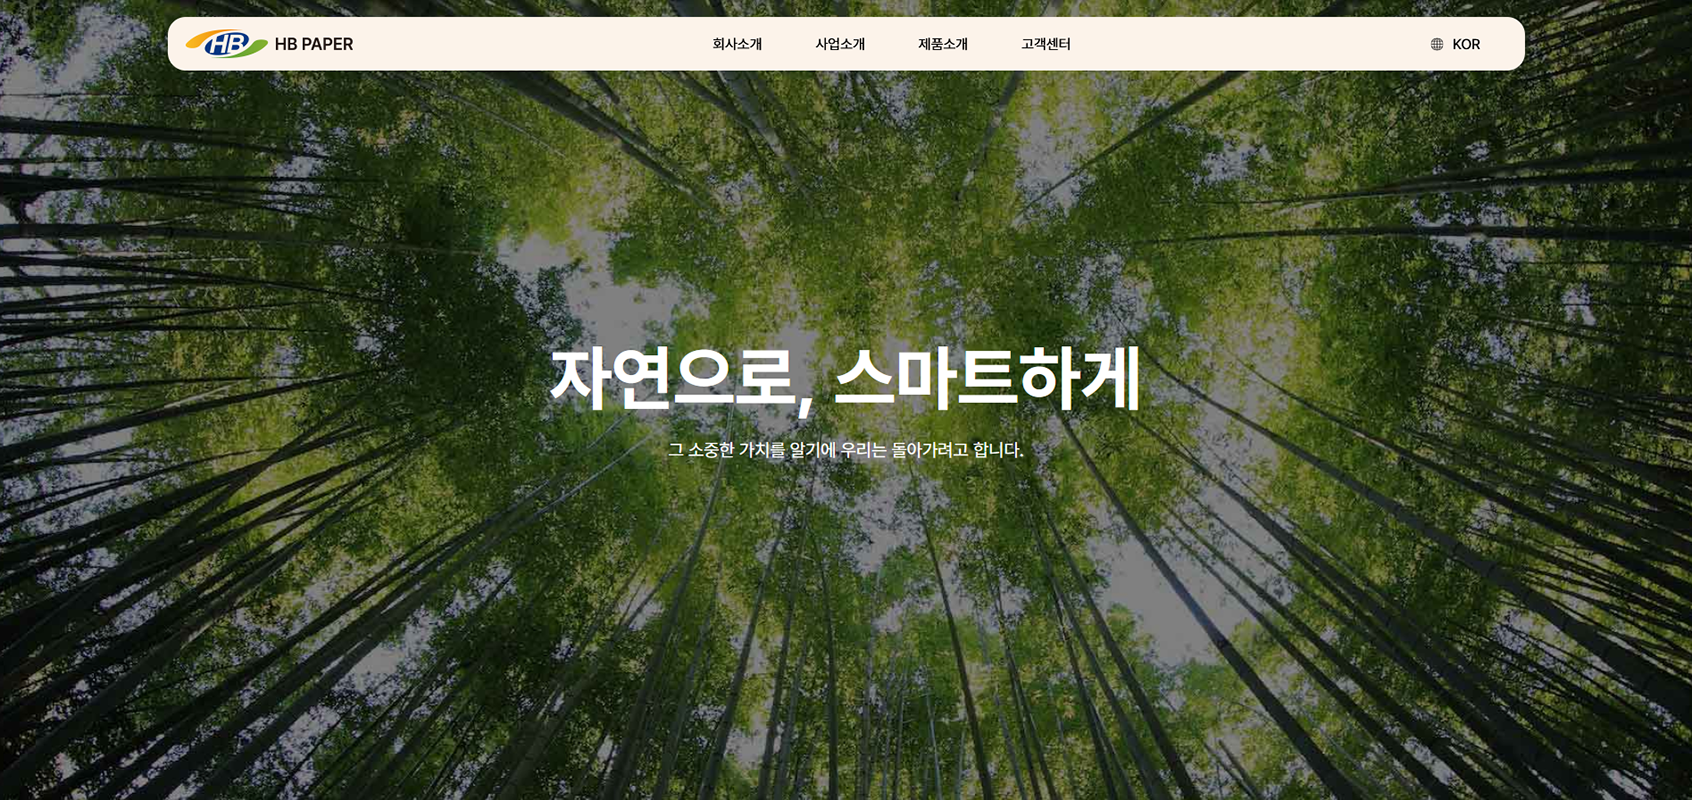 HB HB PAPER
회사소개 사업소개 제품소개 고객센터
KOR
자연으로, 스마트하게
그 소중한 가치를 알기에 우리는 돌아가려고 합니다.